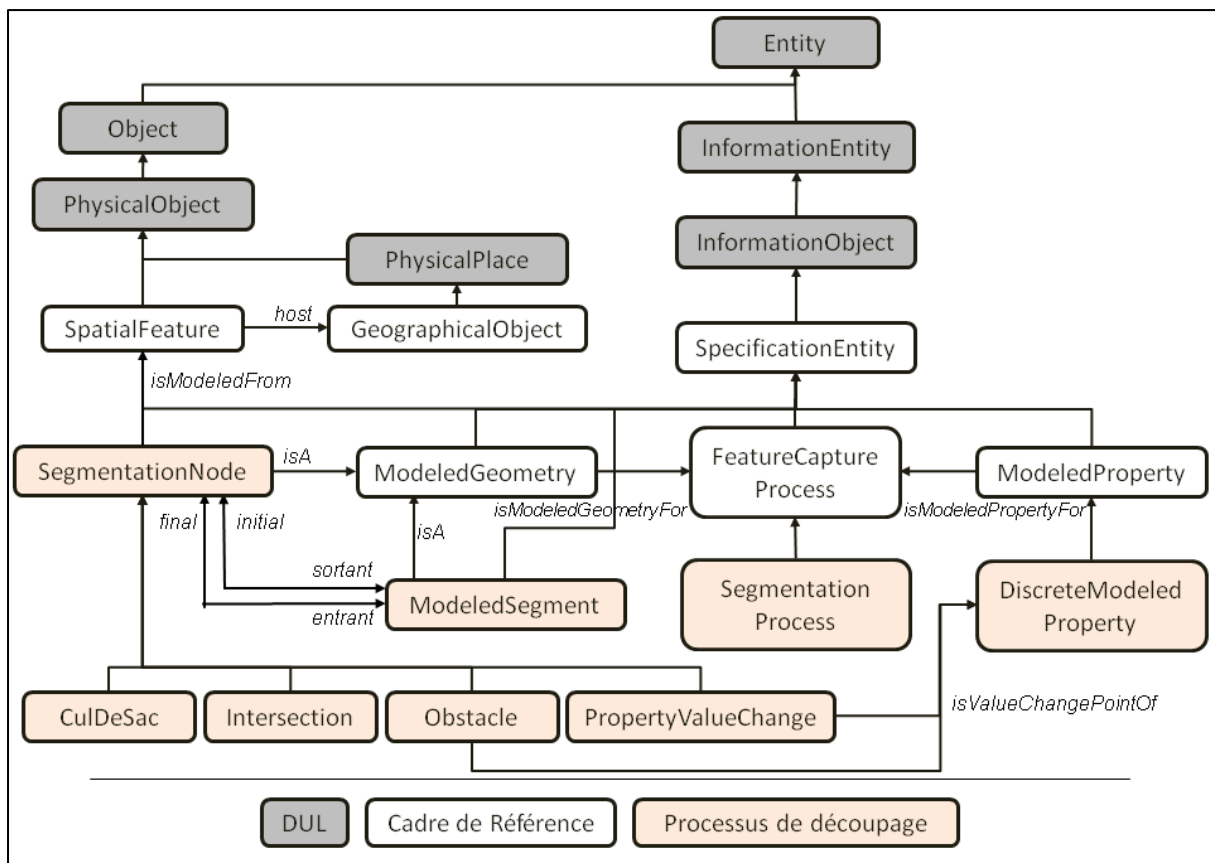 Entity
Object
InformationEntity
PhysicalObject
InformationObject
PhysicalPlace
SpatialFeature
host
GeographicalObject
SpecificationEntity
isModeledFrom
SegmentationNode
isA
ModeledGeometry
FeatureCapture
Process
ModeledProperty
final
initial
isA
isModeledGeometryFor
isModeledPropertyFor
sortant
entrant
ModeledSegment
Segmentation
Process
DiscreteModeled
Property
CulDeSac
Intersection
Obstacle
PropertyValueChange
isValueChangePointOf
DUL
Cadre de Référence
Processus de découpage